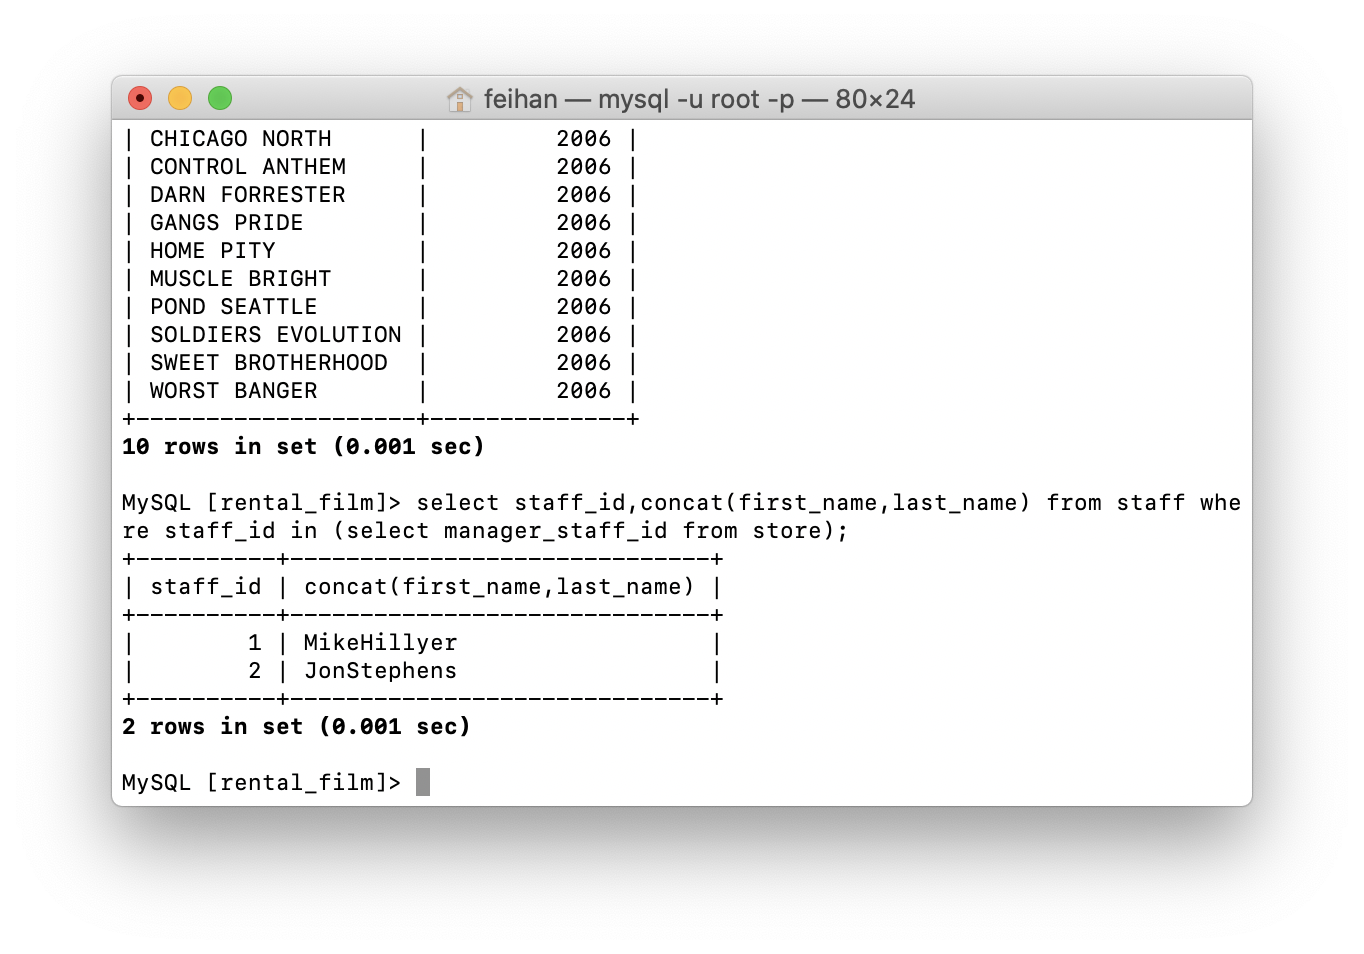 feihan — mysql -u root -p — 80×24
| CHICAGO NORTH      |         2006 |
| CONTROL ANTHEM     |         2006 |
| DARN FORRESTER     |         2006 |
| GANGS PRIDE        |         2006 |
| HOME PITY          |         2006 |
| MUSCLE BRIGHT      |         2006 |
| POND SEATTLE       |         2006 |
| SOLDIERS EVOLUTION |         2006 |
| SWEET BROTHERHOOD  |         2006 |
| WORST BANGER       |         2006 |
+--------------------+--------------+
10 rows in set (0.001 sec)
MySQL [rental_film]> select staff_id,concat(first_name,last_name) from staff whe
re staff_id in (select manager_staff_id from store);
+----------+------------------------------+
| staff_id | concat(first_name,last_name) |
+----------+------------------------------+
|        1 | MikeHillyer                  |
|        2 | JonStephens                  |
+----------+------------------------------+
2 rows in set (0.001 sec)
MySQL [rental_film]>